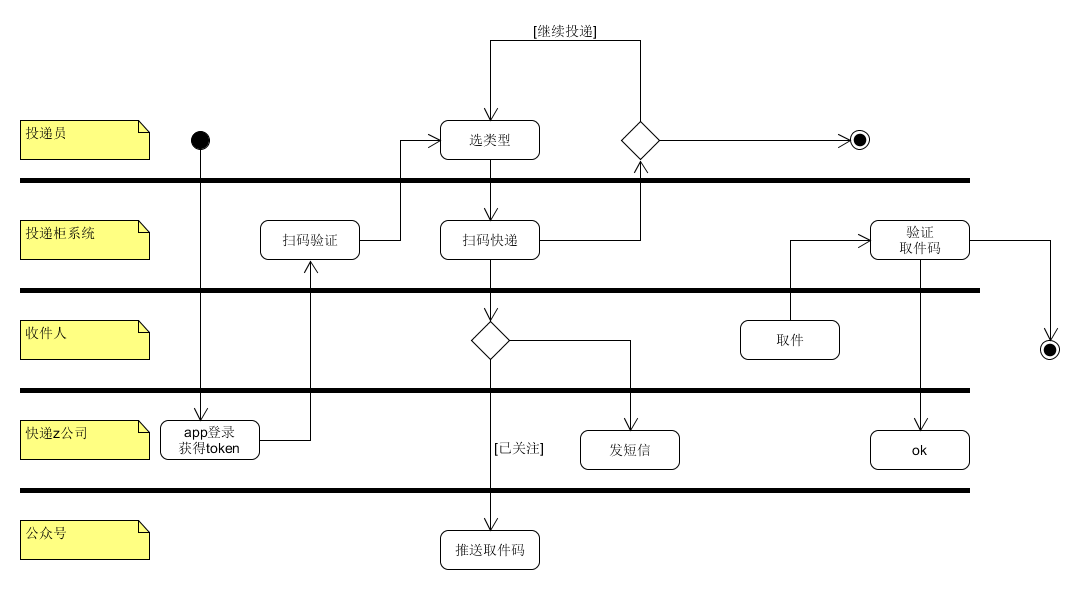 [继续投递]
投递员
选类型
投递柜系统
扫码验证
扫码快递
验证
取件码
收件人
取件
快递z公司
app登录
获得token
[已关注]
发短信
ok
公众号
推送取件码